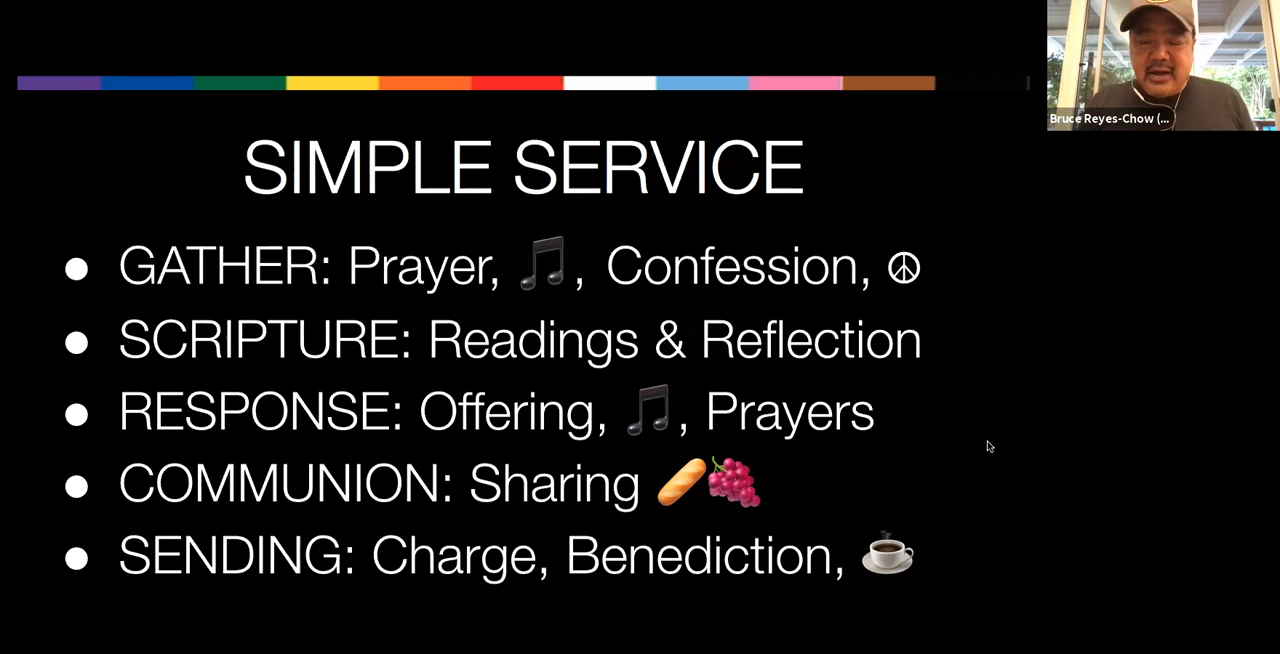 Bruce Reyes-Chow (...
SIMPLE SERVICE
● GATHER: Prayer, 🎵, Confession, ☮
● SCRIPTURE: Readings & Reflection
● RESPONSE: Offering, 🎵, Prayers
● COMMUNION: Sharing 🥖🍇
● SENDING: Charge, Benediction, ☕